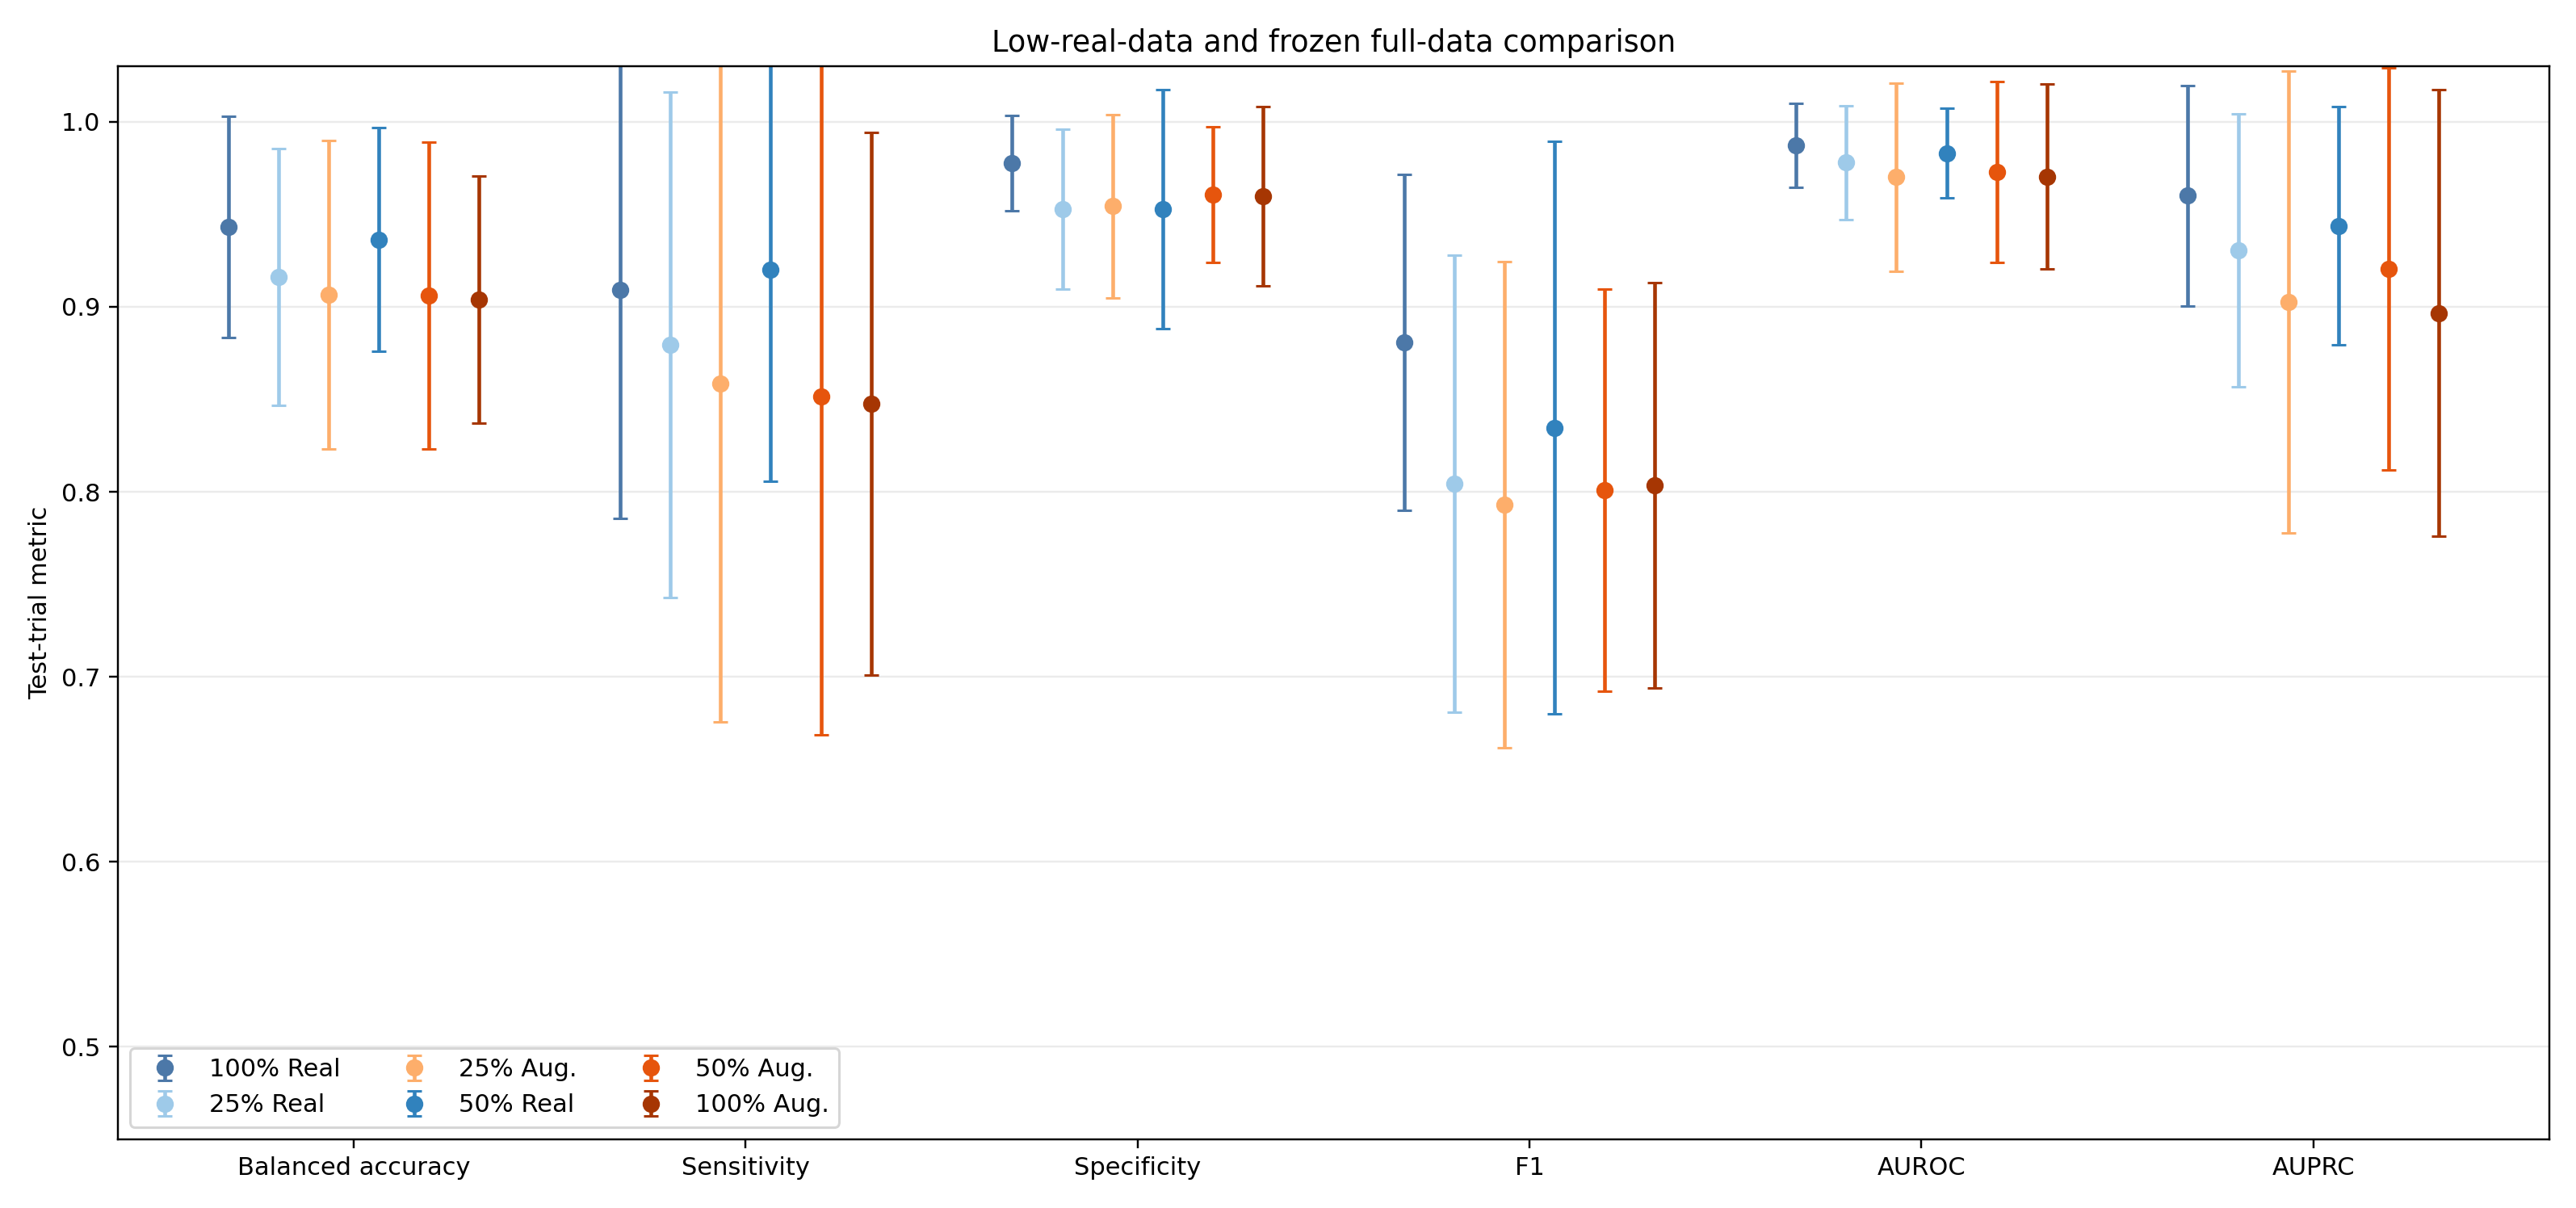 Low-real-data and frozen full-data comparison
Test-trial metric
1.0
0.9
0.8
0.7
0.6
0.5
100% Real
25% Real
25% Aug.
50% Real
50% Aug.
100% Aug.
Balanced accuracy
Sensitivity
Specificity
F1
AUROC
AUPRC